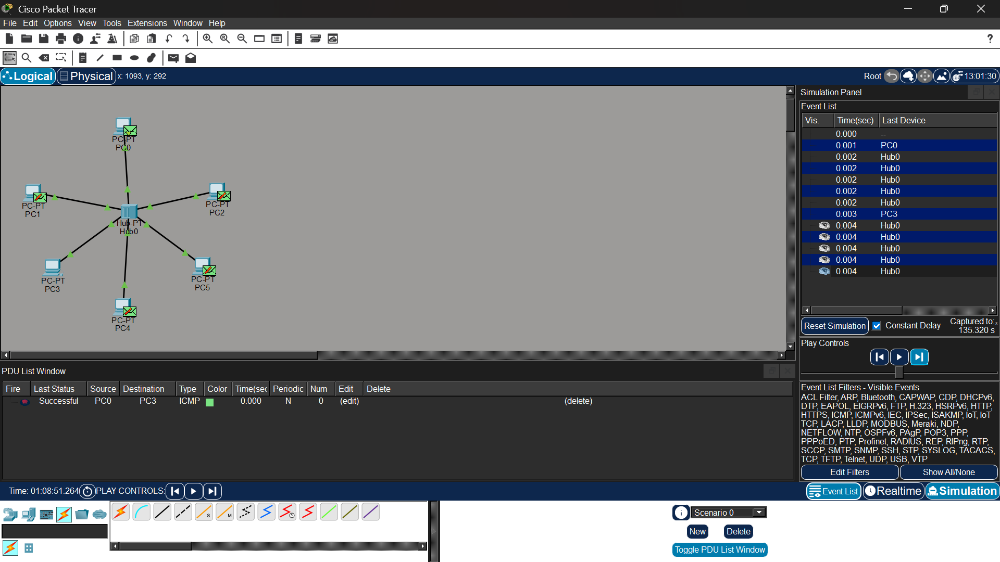 Cisco Packet Tracer
File Edit Options View Tools Extensions Window Help
?
Logical Physical x: 1093, y: 292 Root 13:01:30
PC-PT
PC0
PC-PT
PC1
PC-PT
PC2
Hub-PT
Hub0
PC-PT
PC3
PC-PT
PC5
PC-PT
PC4
Simulation Panel
Event List
Vis. Time(sec) Last Device
0.000 --
0.001 PC0
0.002 Hub0
0.002 Hub0
0.002 Hub0
0.002 Hub0
0.002 Hub0
0.003 PC3
0.004 Hub0
0.004 Hub0
0.004 Hub0
0.004 Hub0
0.004 Hub0
Reset Simulation Constant Delay Captured to:*
135.320 s
Play Controls
Event List Filters - Visible Events
ACL Filter, ARP, Bluetooth, CAPWAP, CDP, DHCPv6,
DTP, EAPOL, EIGRPv6, FTP, H.323, HSRPv6, HTTP,
HTTPS, ICMP, ICMPv6, IEC, IPSec, ISAKMP, IoT, IoT
TCP, LACP, LLDP, MODBUS, Meraki, NDP,
NETFLOW, NTP, OSPFv6, PAgP, POP3, PPP,
PPPoED, PTP, Profinet, RADIUS, REP, RIPng, RTP,
SCCP, SMTP, SNMP, SSH, STP, SYSLOG, TACACS,
TCP, TFTP, Telnet, UDP, USB, VTP
Edit Filters Show All/None
Event List Realtime Simulation
PDU List Window
Fire Last Status Source Destination Type Color Time(sec Periodic Num Edit Delete
Successful PC0 PC3 ICMP 0.000 N 0 (edit) (delete)
Time: 01:08:51.264 PLAY CONTROLS:
S
M
Scenario 0
New Delete
Toggle PDU List Window